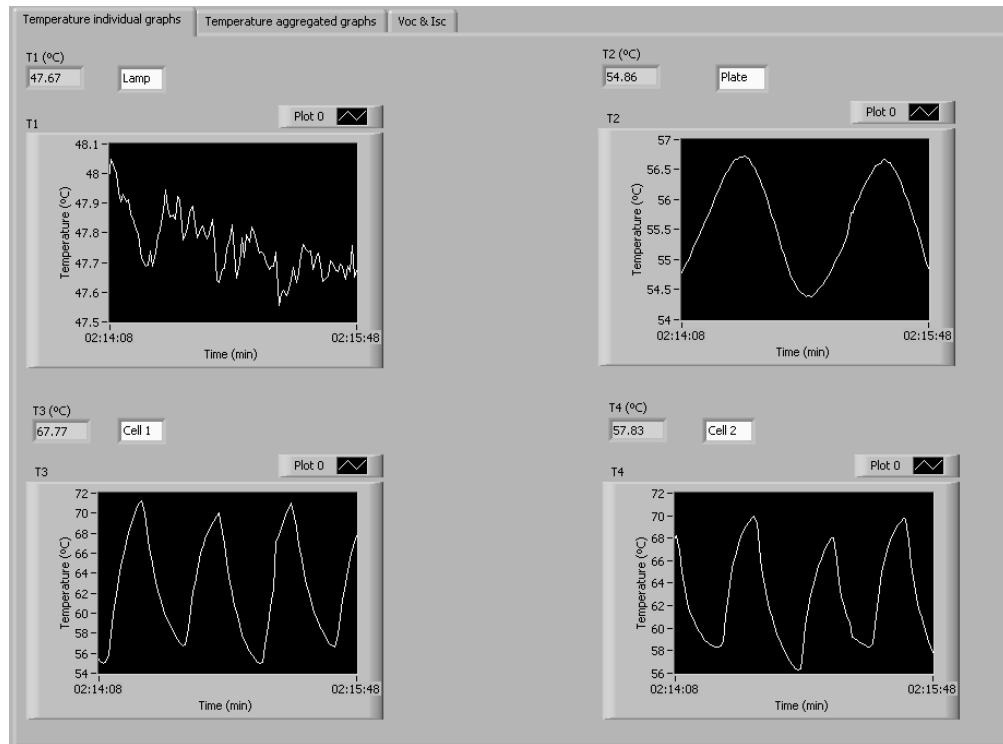 Temperature individual graphs
Temperature aggregated graphs
Voc & Isc
T1 (ºC)
47.67
Lamp
T1
Plot 0
48.1
48
47.9
47.8
47.7
47.6
47.5
Temperature (ºC)
02:14:08
02:15:48
Time (min)
T2 (ºC)
54.86
Plate
T2
Plot 0
57
56.5
56
55.5
55
54.5
54
Temperature (ºC)
02:14:08
02:15:48
Time (min)
T3 (ºC)
67.77
Cell 1
T3
Plot 0
72
70
68
66
64
62
60
58
56
54
Temperature (ºC)
02:14:08
02:15:48
Time (min)
T4 (ºC)
57.83
Cell 2
T4
Plot 0
72
70
68
66
64
62
60
58
56
Temperature (ºC)
02:14:08
02:15:48
Time (min)